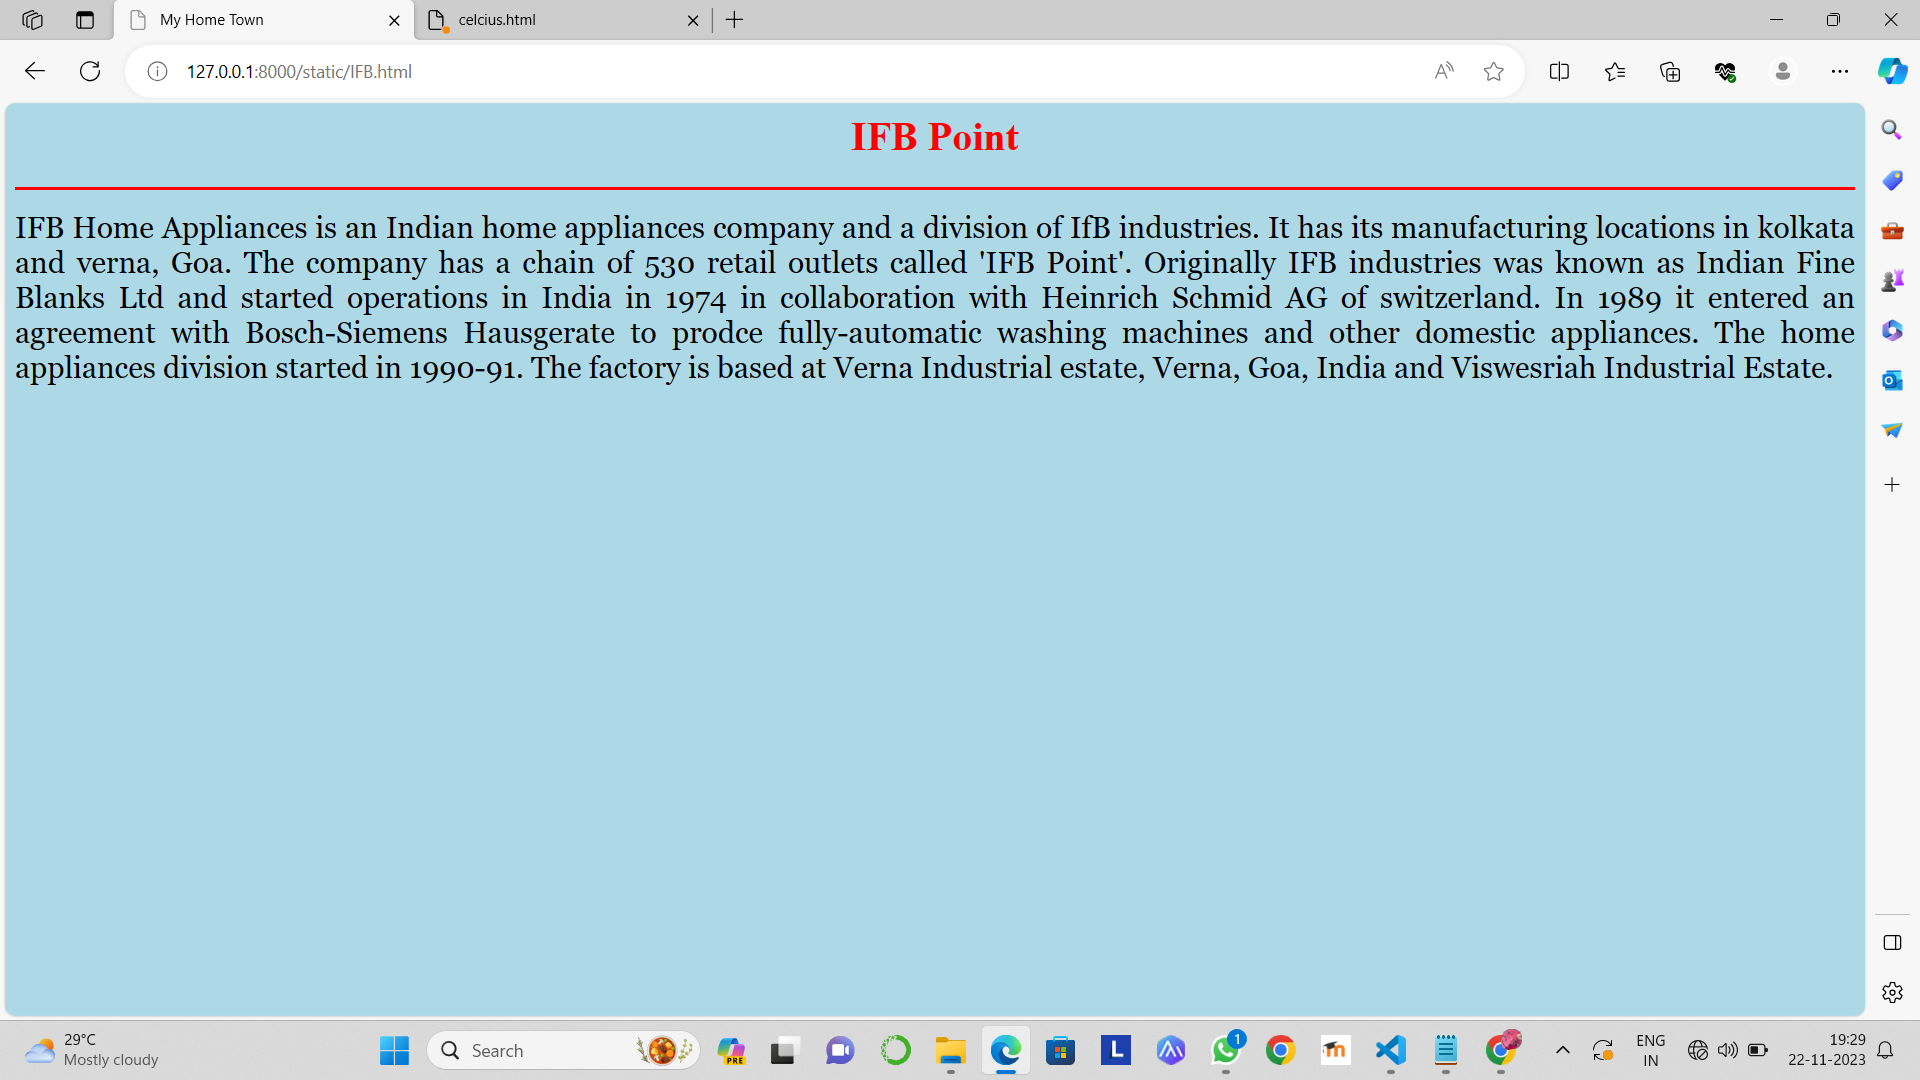 My Home Town
celcius.html
127.0.0.1:8000/static/IFB.html
IFB Point
IFB Home Appliances is an Indian home appliances company and a division of IfB industries. It has its manufacturing locations in kolkata
and verna, Goa. The company has a chain of 530 retail outlets called 'IFB Point'. Originally IFB industries was known as Indian Fine
Blanks Ltd and started operations in India in 1974 in collaboration with Heinrich Schmid AG of switzerland. In 1989 it entered an
agreement with Bosch-Siemens Hausgerate to prodce fully-automatic washing machines and other domestic appliances. The home
appliances division started in 1990-91. The factory is based at Verna Industrial estate, Verna, Goa, India and Viswesriah Industrial Estate.
29°C
Mostly cloudy
Search
PRE
L
1
ENG
IN
19:29
22-11-2023